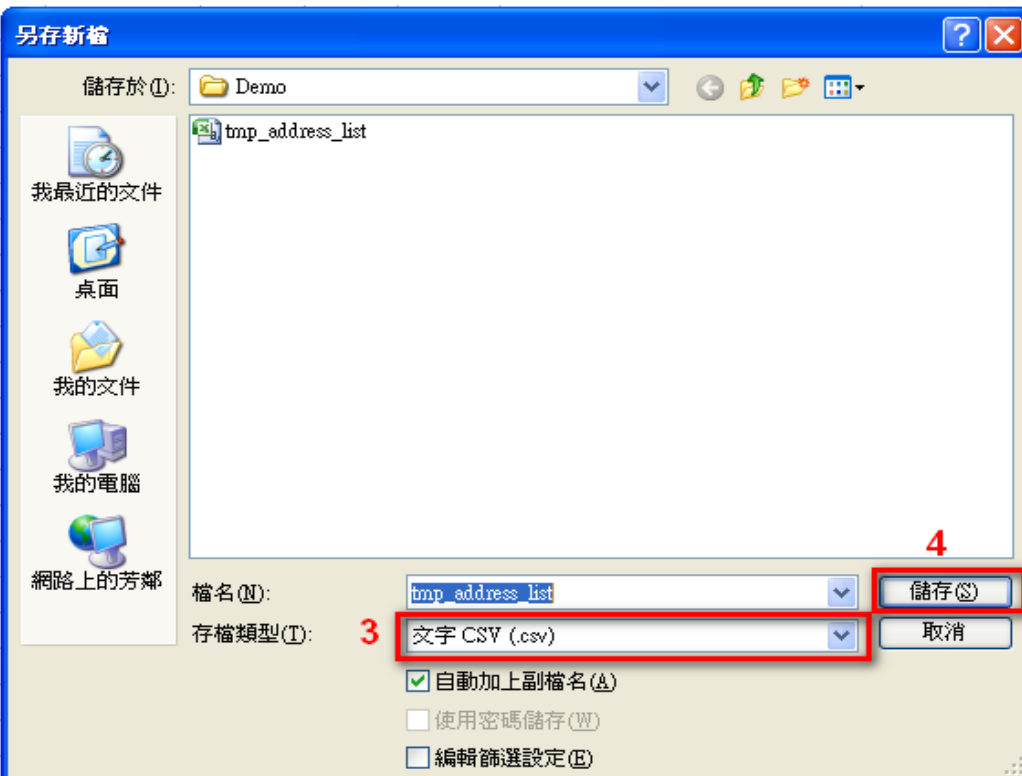 另存新檔
儲存於(I):
Demo
tmp_address_list
我最近的文件
桌面
我的文件
我的電腦
網路上的芳鄰
4
檔名(N):
tmp_address_list
儲存(S)
存檔類型(T):
3
文字 CSV (.csv)
取消
自動加上副檔名(A)
使用密碼儲存(W)
編輯篩選設定(E)